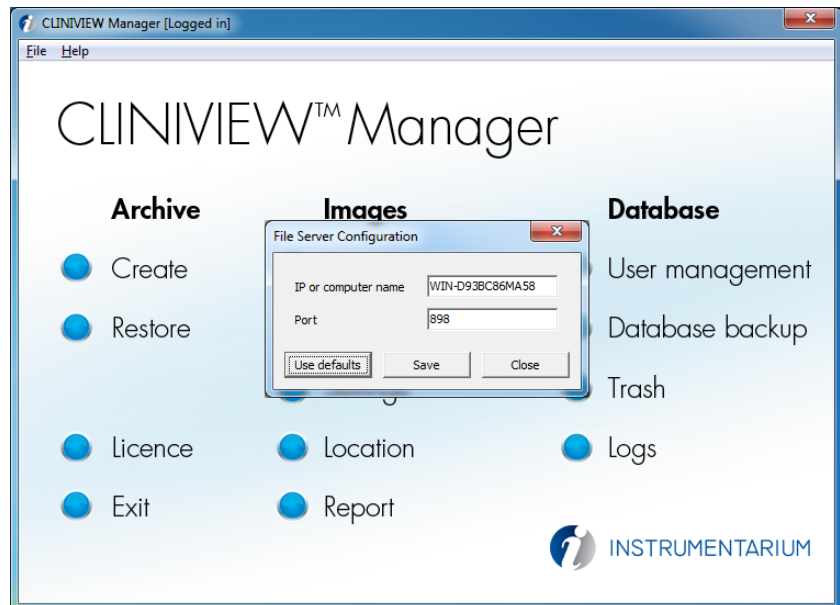 CLINIVIEW Manager [Logged in]
File Help
CLINIVIEW™ Manager
Archive Images Database
File Server Configuration
IP or computer name WIN-D93BC86MA58
Port 898
Use defaults Save Close
Create User management
Restore Database backup
Trash
Licence Location Logs
Exit Report
INSTRUMENTARIUM